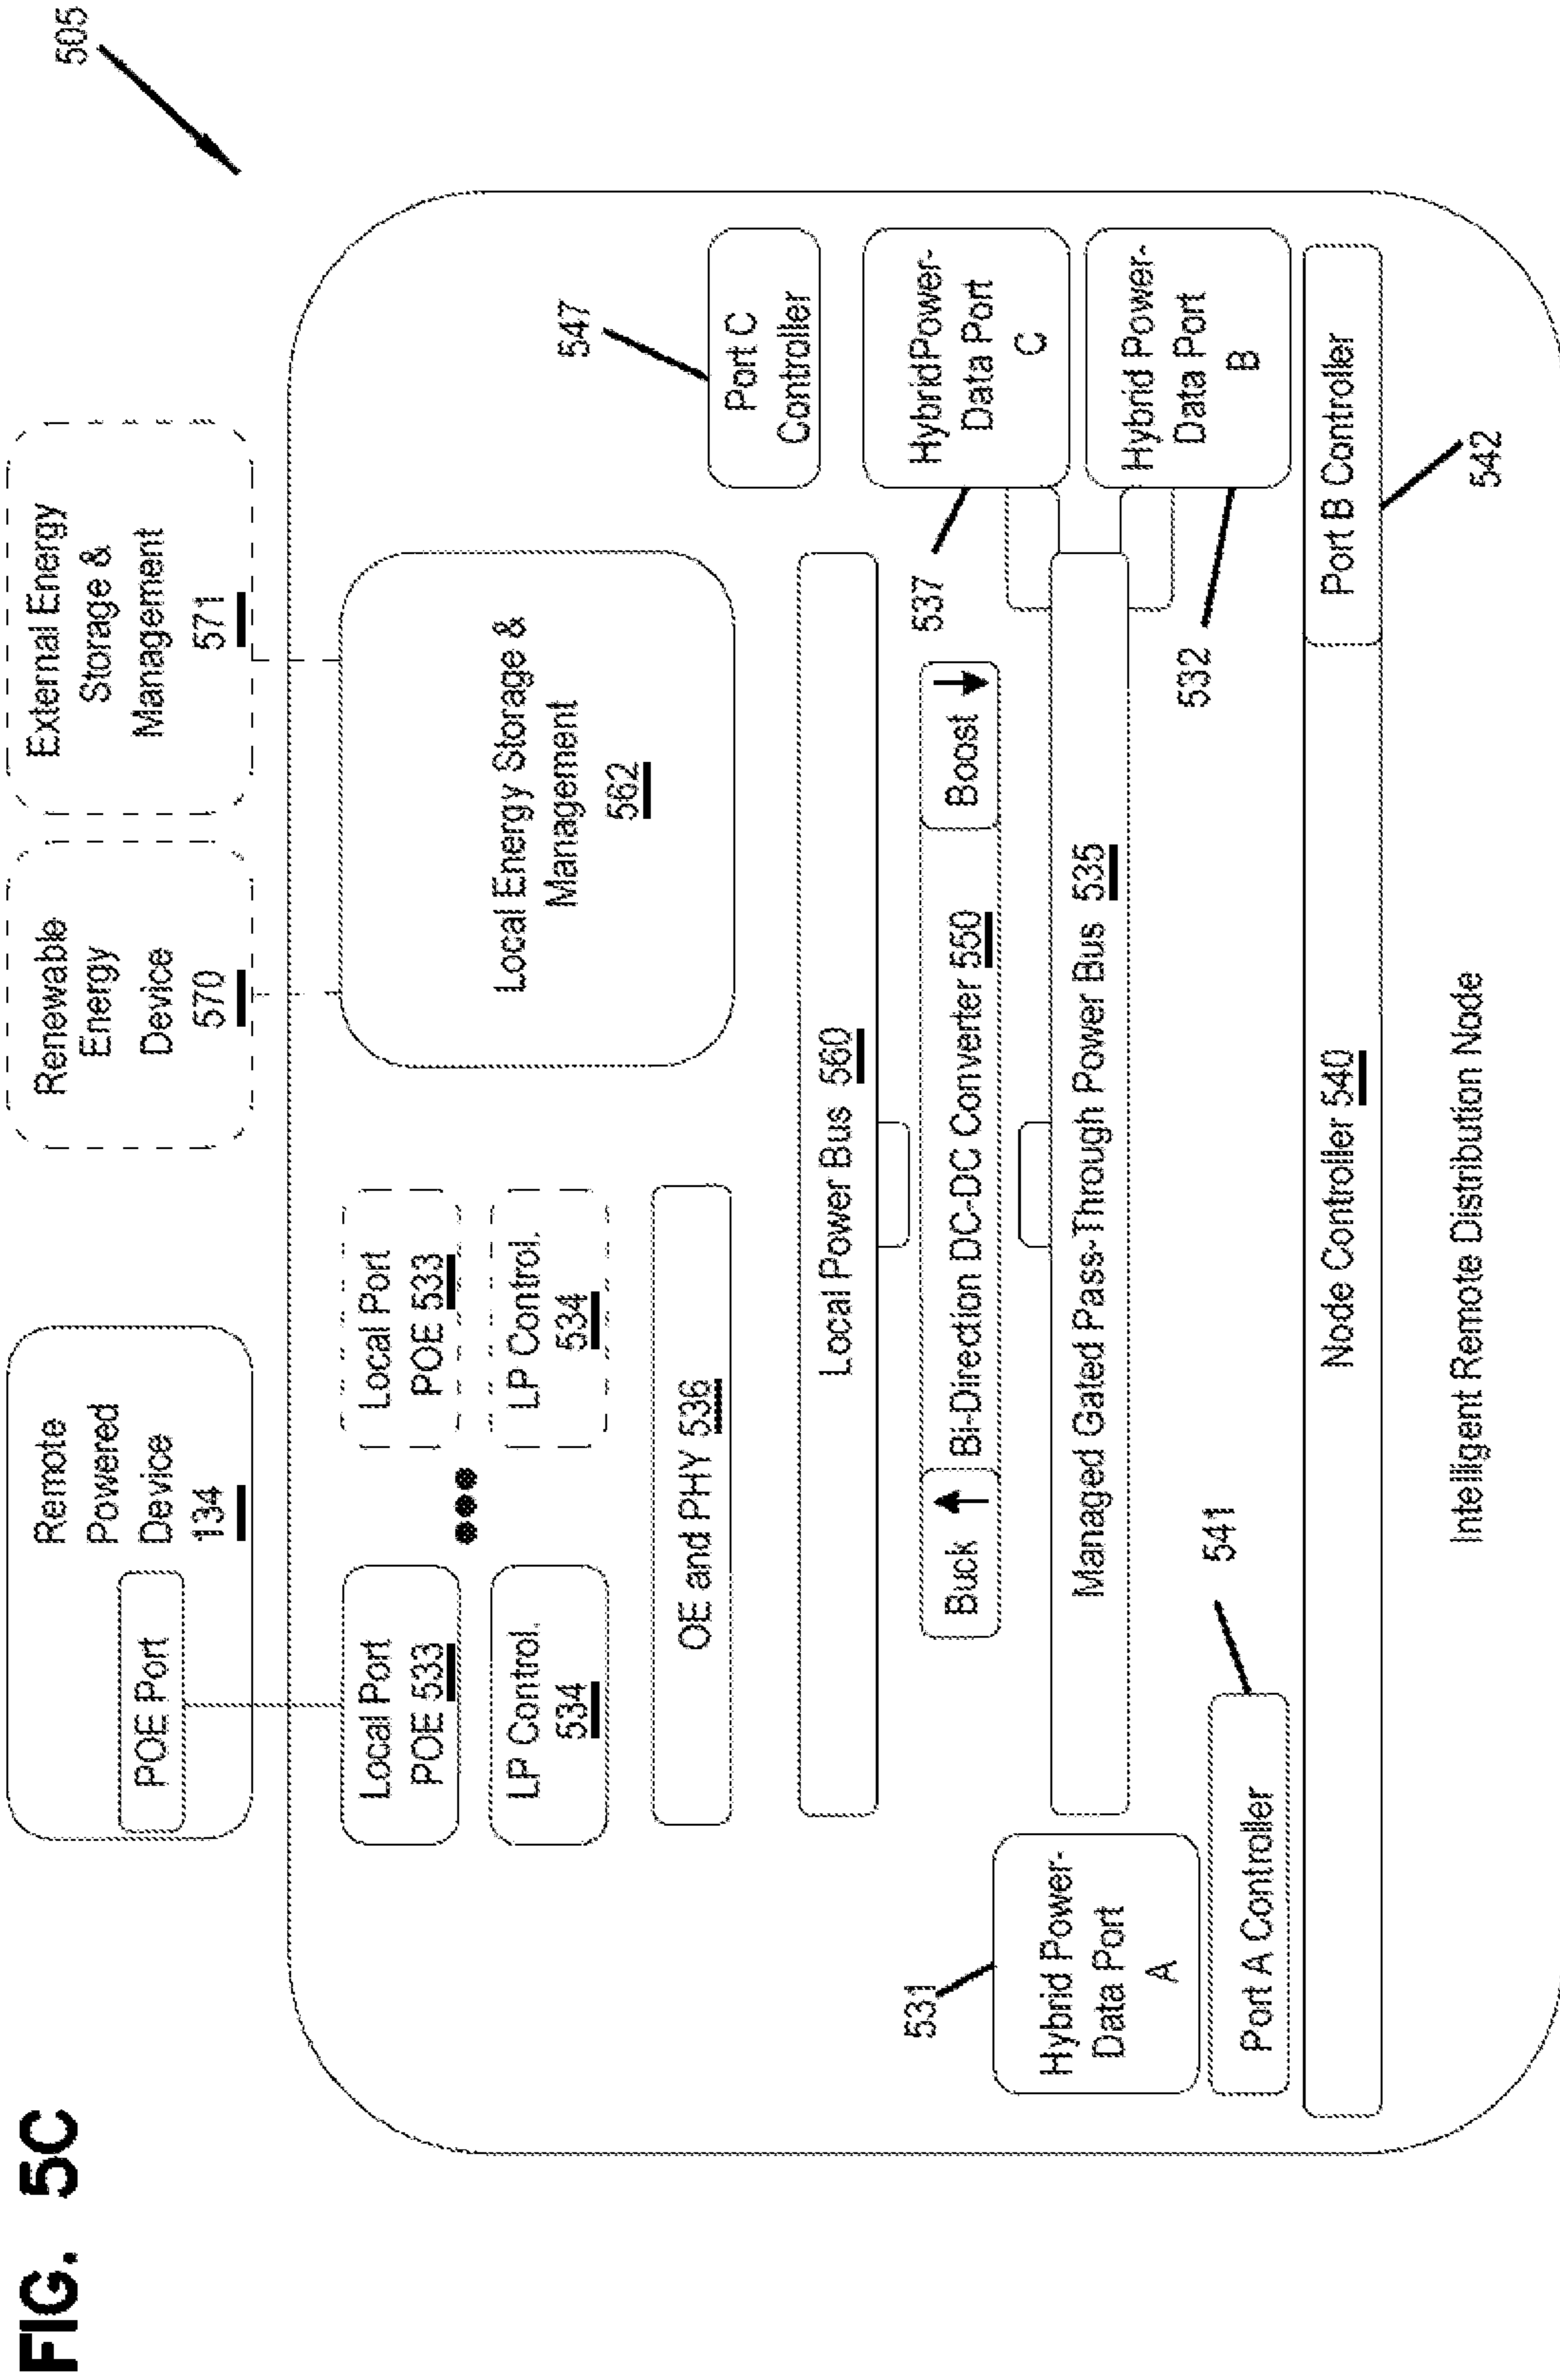 FIG. 5C
505
Remote
Powered
Device
134
POE Port
Renewable
Energy
Device
570
External Energy
Storage &
Management
571
Local Port
POE 533
Local Port
POE 533
LP Control.
534
LP Control.
534
OE and PHY 536
Local Energy Storage &
Management
562
547
Port C
Controller
Local Power Bus 560
531
537
HybridPower-
Data Port
C
Buck
Bi-Direction DC-DC Converter 550
Boost
Hybrid Power-
Data Port
A
Managed Gated Pass-Through Power Bus 535
Hybrid Power-
Data Port
B
532
541
Port A Controller
Node Controller 540
Port B Controller
542
Intelligent Remote Distribution Node